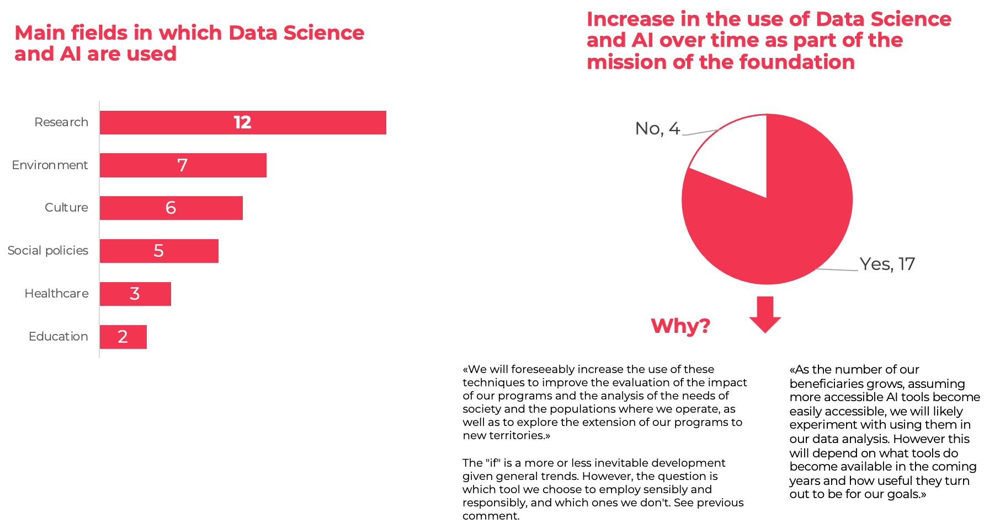 Main fields in which Data Science
and AI are used
Research
12
Environment
7
Culture
6
Social policies
5
Healthcare
3
Education
2
Increase in the use of Data Science
and AI over time as part of the
mission of the foundation
No, 4
Yes, 17
Why?
«We will foreseeably increase the use of these
techniques to improve the evaluation of the impact
of our programs and the analysis of the needs of
society and the populations where we operate, as
well as to explore the extension of our programs to
new territories.»
The "if" is a more or less inevitable development
given general trends. However, the question is
which tool we choose to employ sensibly and
responsibly, and which ones we don't. See previous
comment.
«As the number of our
beneficiaries grows, assuming
more accessible AI tools become
easily accessible, we will likely
experiment with using them in
our data analysis. However this
will depend on what tools do
become available in the coming
years and how useful they turn
out to be for our goals.»